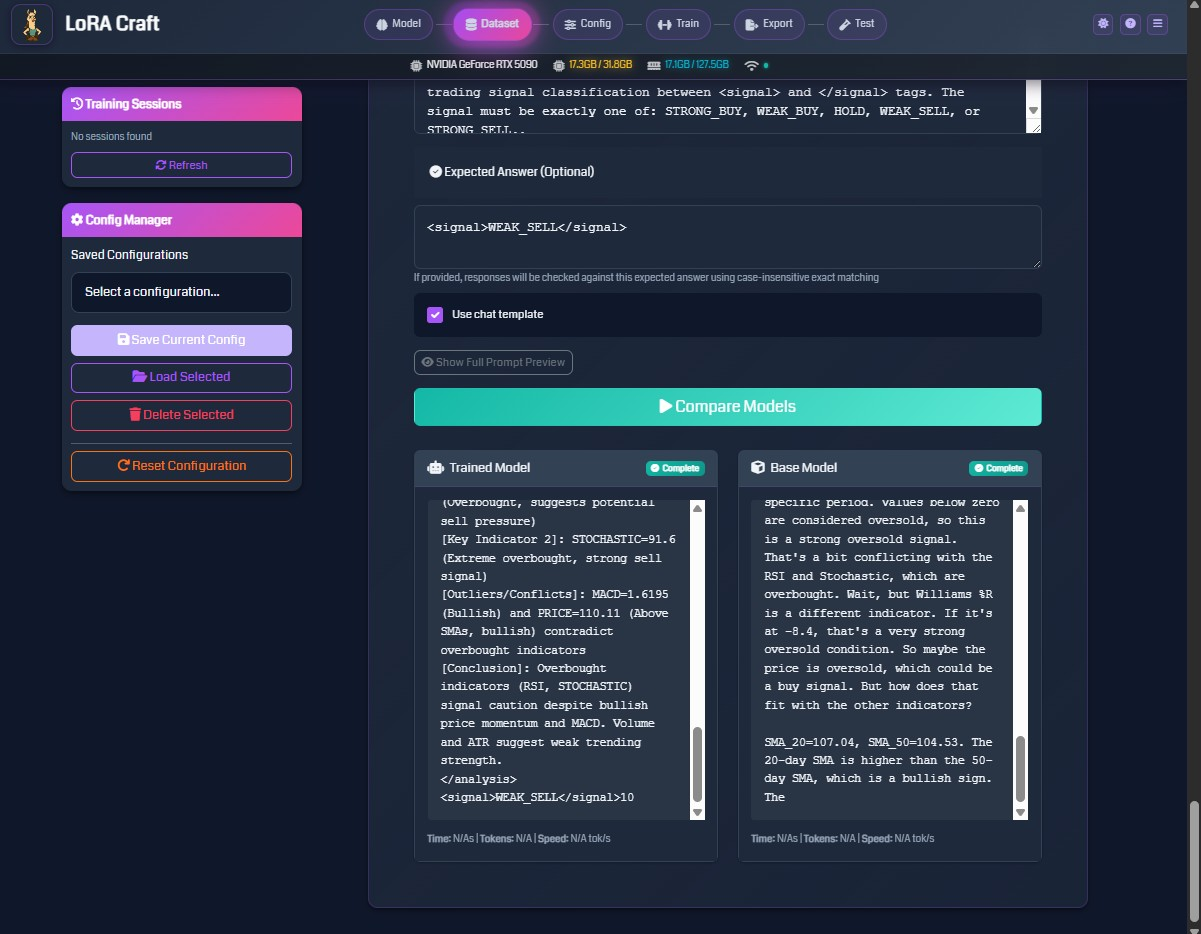 LoRA Craft
Model
Dataset
Config
Train
Export
Test
NVIDIA GeForce RTX 5090
17.3GB / 31.8GB
17.1GB / 127.5GB
Training Sessions
No sessions found
Refresh
Config Manager
Saved Configurations
Select a configuration...
Save Current Config
Load Selected
Delete Selected
Reset Configuration
trading signal classification between <signal> and </signal> tags. The
signal must be exactly one of: STRONG_BUY, WEAK_BUY, HOLD, WEAK_SELL, or
STRONG_SELL..
Expected Answer (Optional)
<signal>WEAK_SELL</signal>
If provided, responses will be checked against this expected answer using case-insensitive exact matching
Use chat template
Show Full Prompt Preview
Compare Models
Trained Model
Complete
(Overbought, suggests potential
sell pressure)
[Key Indicator 2]: STOCHASTIC=91.6
(Extreme overbought, strong sell
signal)
[Outliers/Conflicts]: MACD=1.6195
(Bullish) and PRICE=110.11 (Above
SMAs, bullish) contradict
overbought indicators
[Conclusion]: Overbought
indicators (RSI, STOCHASTIC)
signal caution despite bullish
price momentum and MACD. Volume
and ATR suggest weak trending
strength.
</analysis>
<signal>WEAK_SELL</signal>10
Time: N/As | Tokens: N/A | Speed: N/A tok/s
Base Model
Complete
specific period. Values below zero
are considered oversold, so this
is a strong oversold signal.
That's a bit conflicting with the
RSI and Stochastic, which are
overbought. Wait, but Williams %R
is a different indicator. If it's
at -8.4, that's a very strong
oversold condition. So maybe the
price is oversold, which could be
a buy signal. But how does that
fit with the other indicators?
SMA_20=107.04, SMA_50=104.53. The
20-day SMA is higher than the 50-
day SMA, which is a bullish sign.
The
Time: N/As | Tokens: N/A | Speed: N/A tok/s